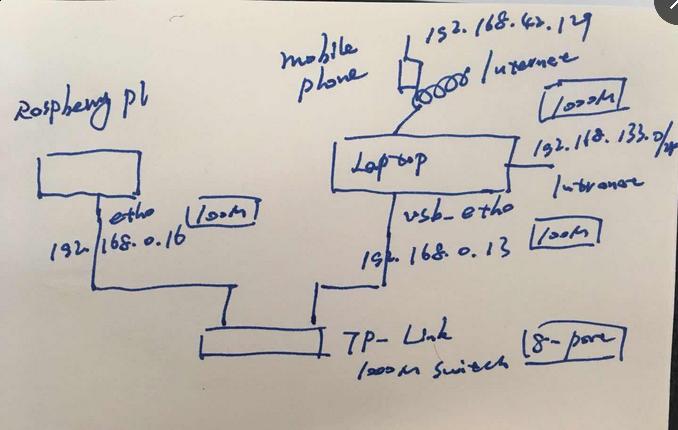 192.168.42.129
mobile phone
Internet
Raspberry pi
1000M
Laptop
192.168.133.0/24
Intranet
eth0
100M
usb_eth0
192.168.0.16
192.168.0.13
100M
TP-Link
1000M Switch
8-port